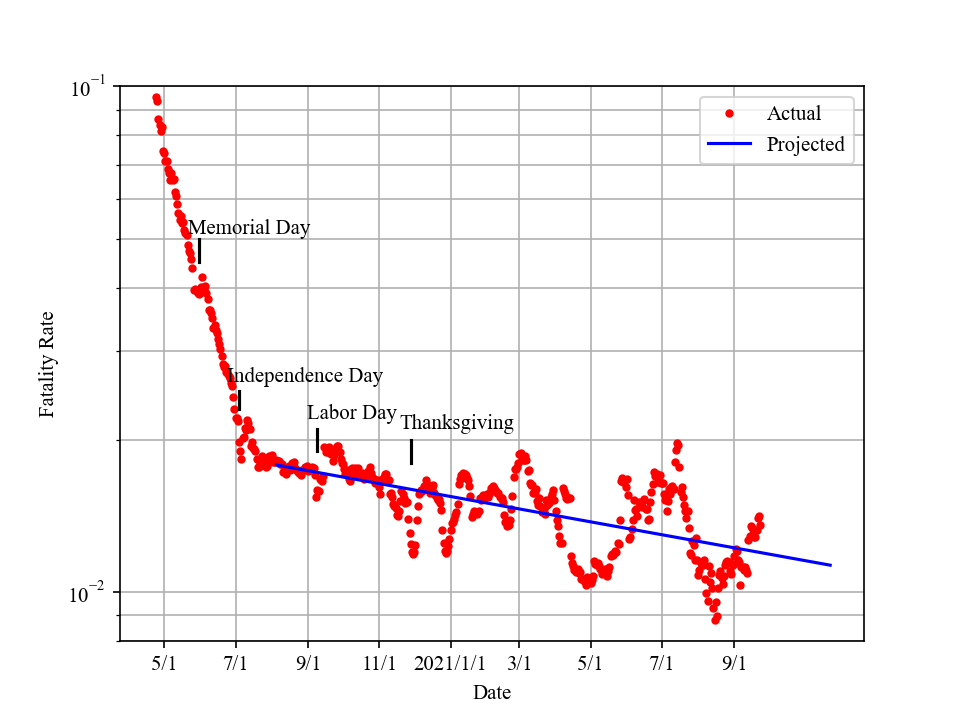 10⁻¹
Actual
Projected
Memorial Day
Independence Day
Labor Day
Thanksgiving
Fatality Rate
10⁻²
5/1 7/1 9/1 11/1 2021/1/1 3/1 5/1 7/1 9/1
Date